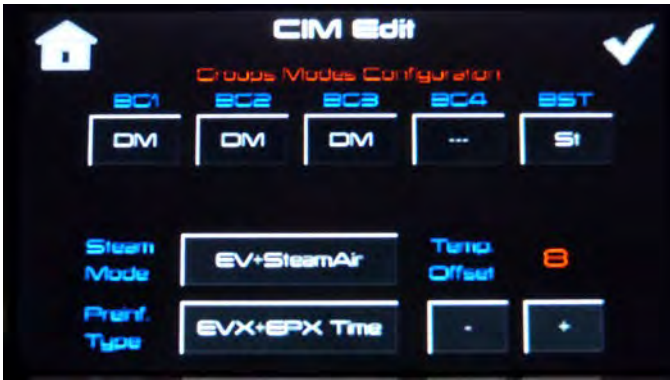 CIM Edit
Groups Modes Configuration
BC1 BC2 BC3 BC4 BST
DM DM DM --- St
Steam Mode EV+SteamAir Temp. Offset 8
Preinf. Type EVX+EPX Time - +